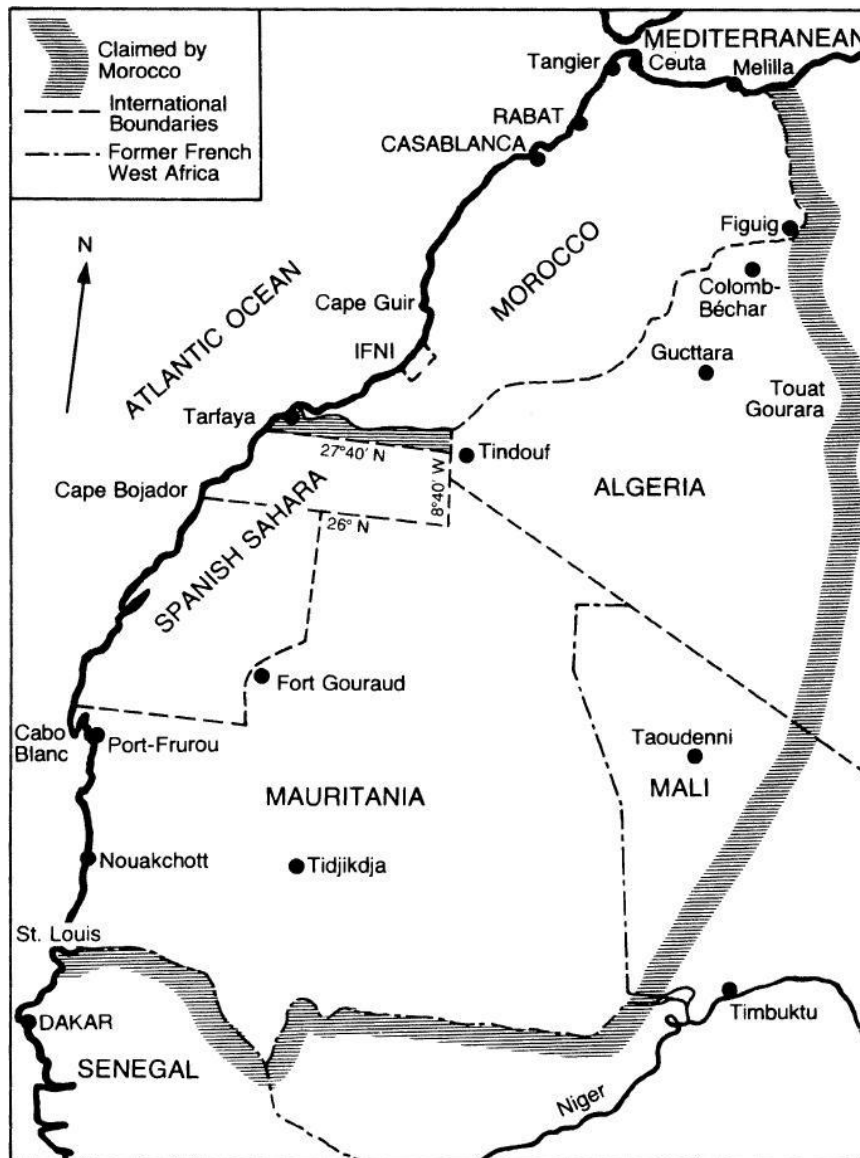 Claimed by
Morocco
International
Boundaries
Former French
West Africa
MEDITERRANEAN
Tangier
Ceuta
Melilla
RABAT
CASABLANCA
N
Figuig
MOROCCO
Colomb-
Béchar
ATLANTIC OCEAN
Cape Guir
IFNI
Gucttara
Touat
Gourara
Tarfaya
27°40' N
Tindouf
8°40' W
Cape Bojador
ALGERIA
26° N
SPANISH SAHARA
Fort Gouraud
Cabo
Blanc
Port-Frurou
Taoudenni
MAURITANIA
MALI
Nouakchott
Tidjikdja
St. Louis
Timbuktu
DAKAR
SENEGAL
Niger